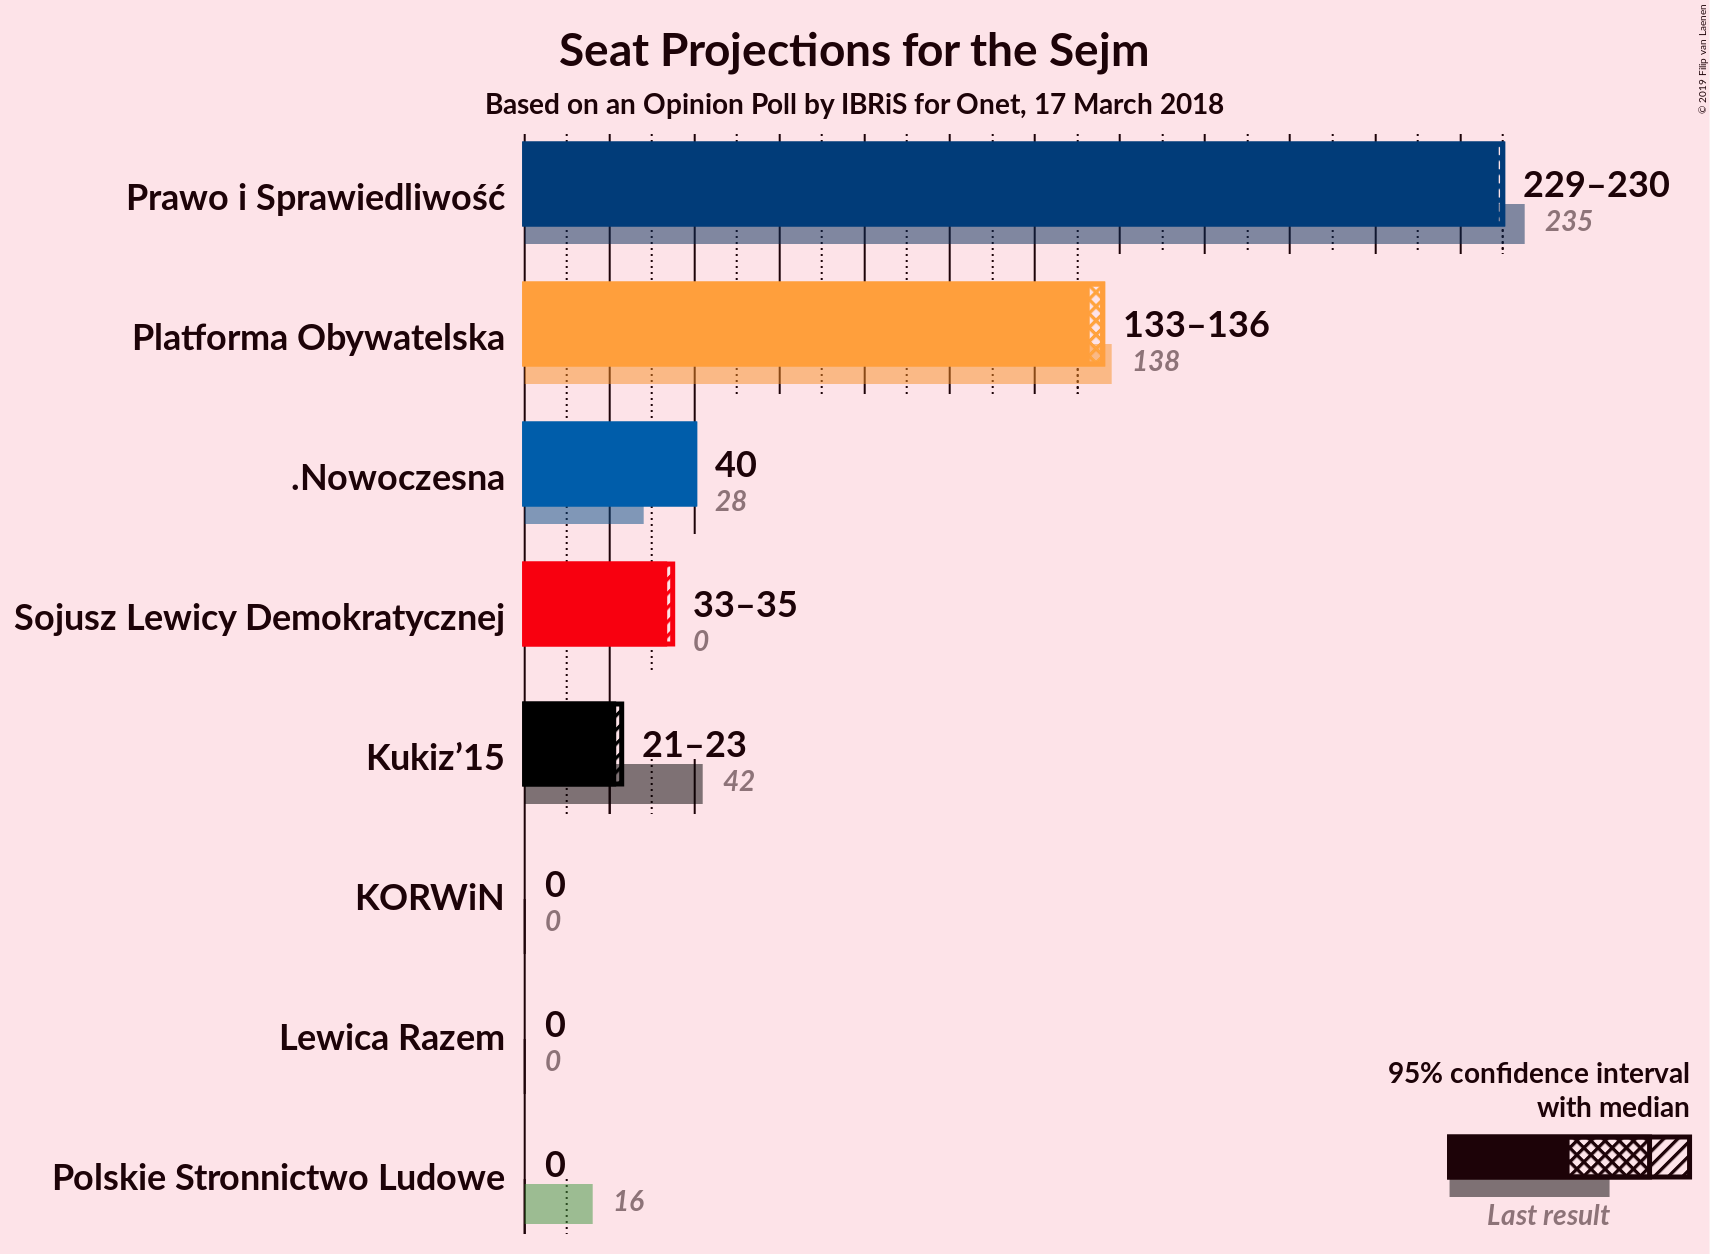 Seat Projections for the Sejm
Based on an Opinion Poll by IBRiS for Onet, 17 March 2018
© 2019 Filip van Laenen
Prawo i Sprawiedliwość
229–230
235
Platforma Obywatelska
133–136
138
.Nowoczesna
40
28
Sojusz Lewicy Demokratycznej
33–35
0
Kukiz’15
21–23
42
KORWiN
0
0
Lewica Razem
0
0
Polskie Stronnictwo Ludowe
0
16
95% confidence interval
with median
Last result